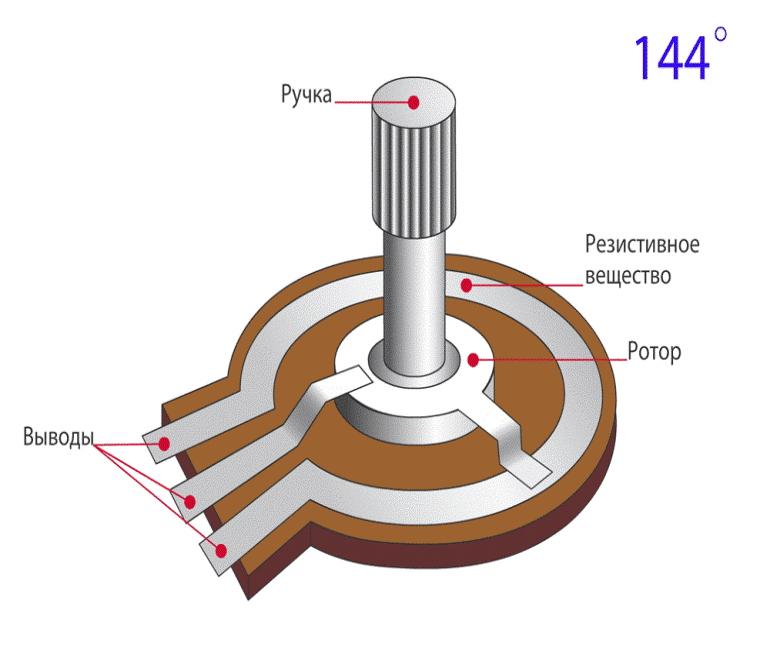 144°
Ручка
Резистивное
вещество
Ротор
Выводы